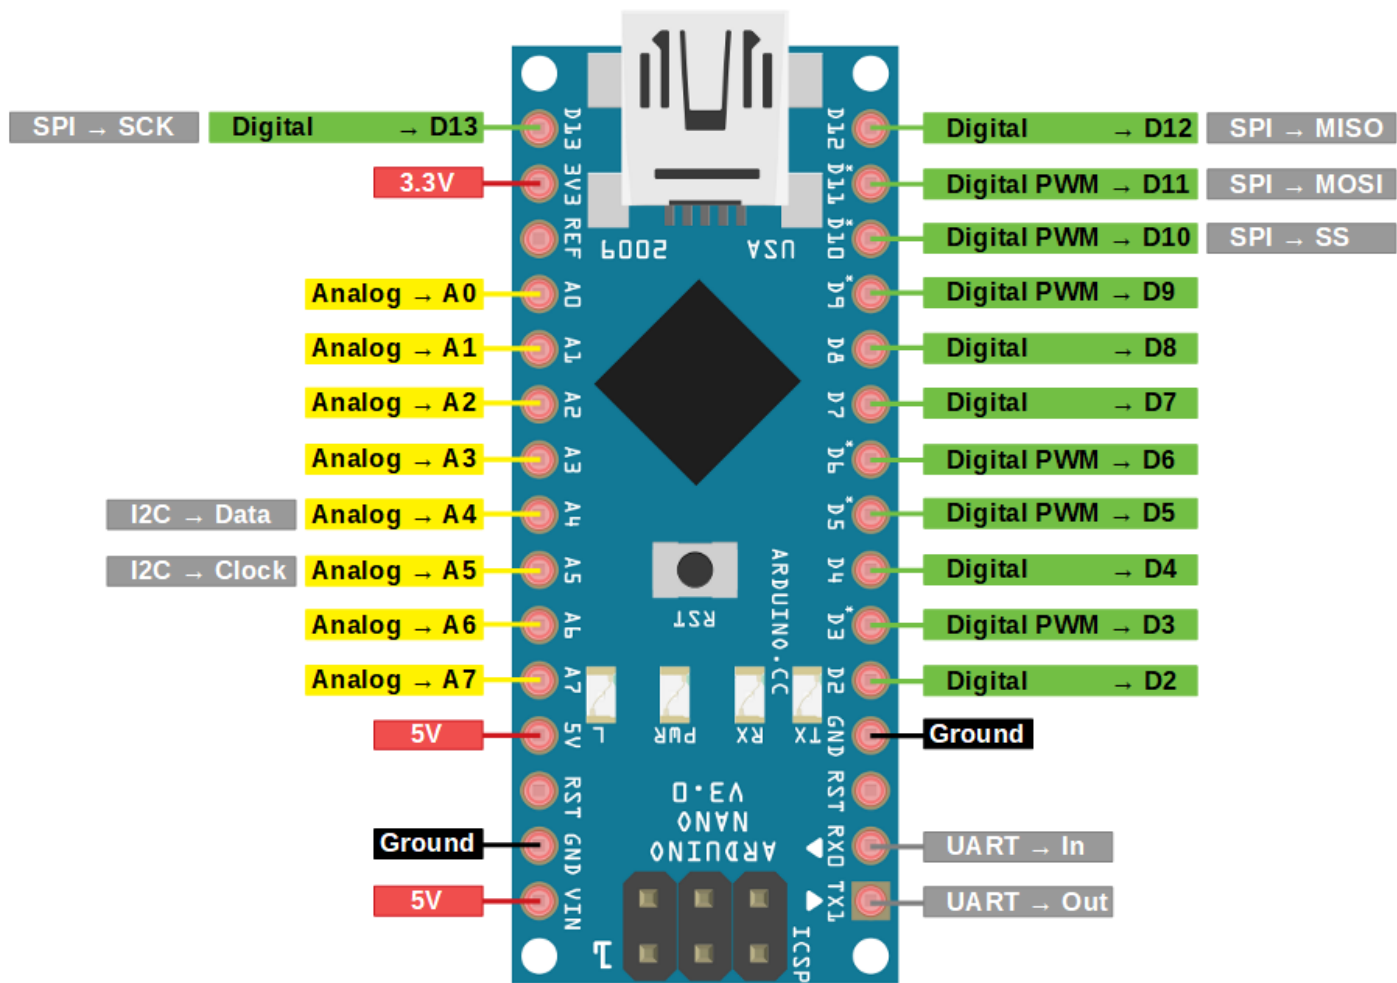 SPI → SCK
Digital → D13
3.3V
Analog → A0
Analog → A1
Analog → A2
Analog → A3
I2C → Data
Analog → A4
I2C → Clock
Analog → A5
Analog → A6
Analog → A7
5V
Ground
5V
D13
3V3
REF
A0
A1
A2
A3
A4
A5
A6
A7
5V
RST
GND
VIN
2009
USA
RST
ARDUINO.CC
L
PWR
RX
TX
ARDUINO
NANO
V3.0
1
ICSP
D12
D11*
D10*
D9*
D8
D7
D6*
D5*
D4
D3*
D2
GND
RST
RX0
TX1
Digital → D12
SPI → MISO
Digital PWM → D11
SPI → MOSI
Digital PWM → D10
SPI → SS
Digital PWM → D9
Digital → D8
Digital → D7
Digital PWM → D6
Digital PWM → D5
Digital → D4
Digital PWM → D3
Digital → D2
Ground
UART → In
UART → Out